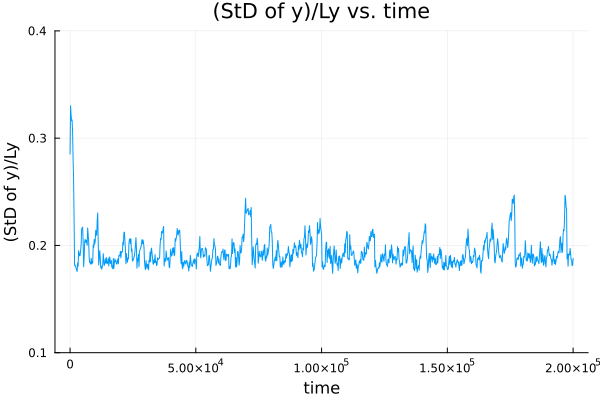 (StD of y)/Ly vs. time
(StD of y)/Ly
0.4
0.3
0.2
0.1
0 5.00×10⁴ 1.00×10⁵ 1.50×10⁵ 2.00×10⁵
time